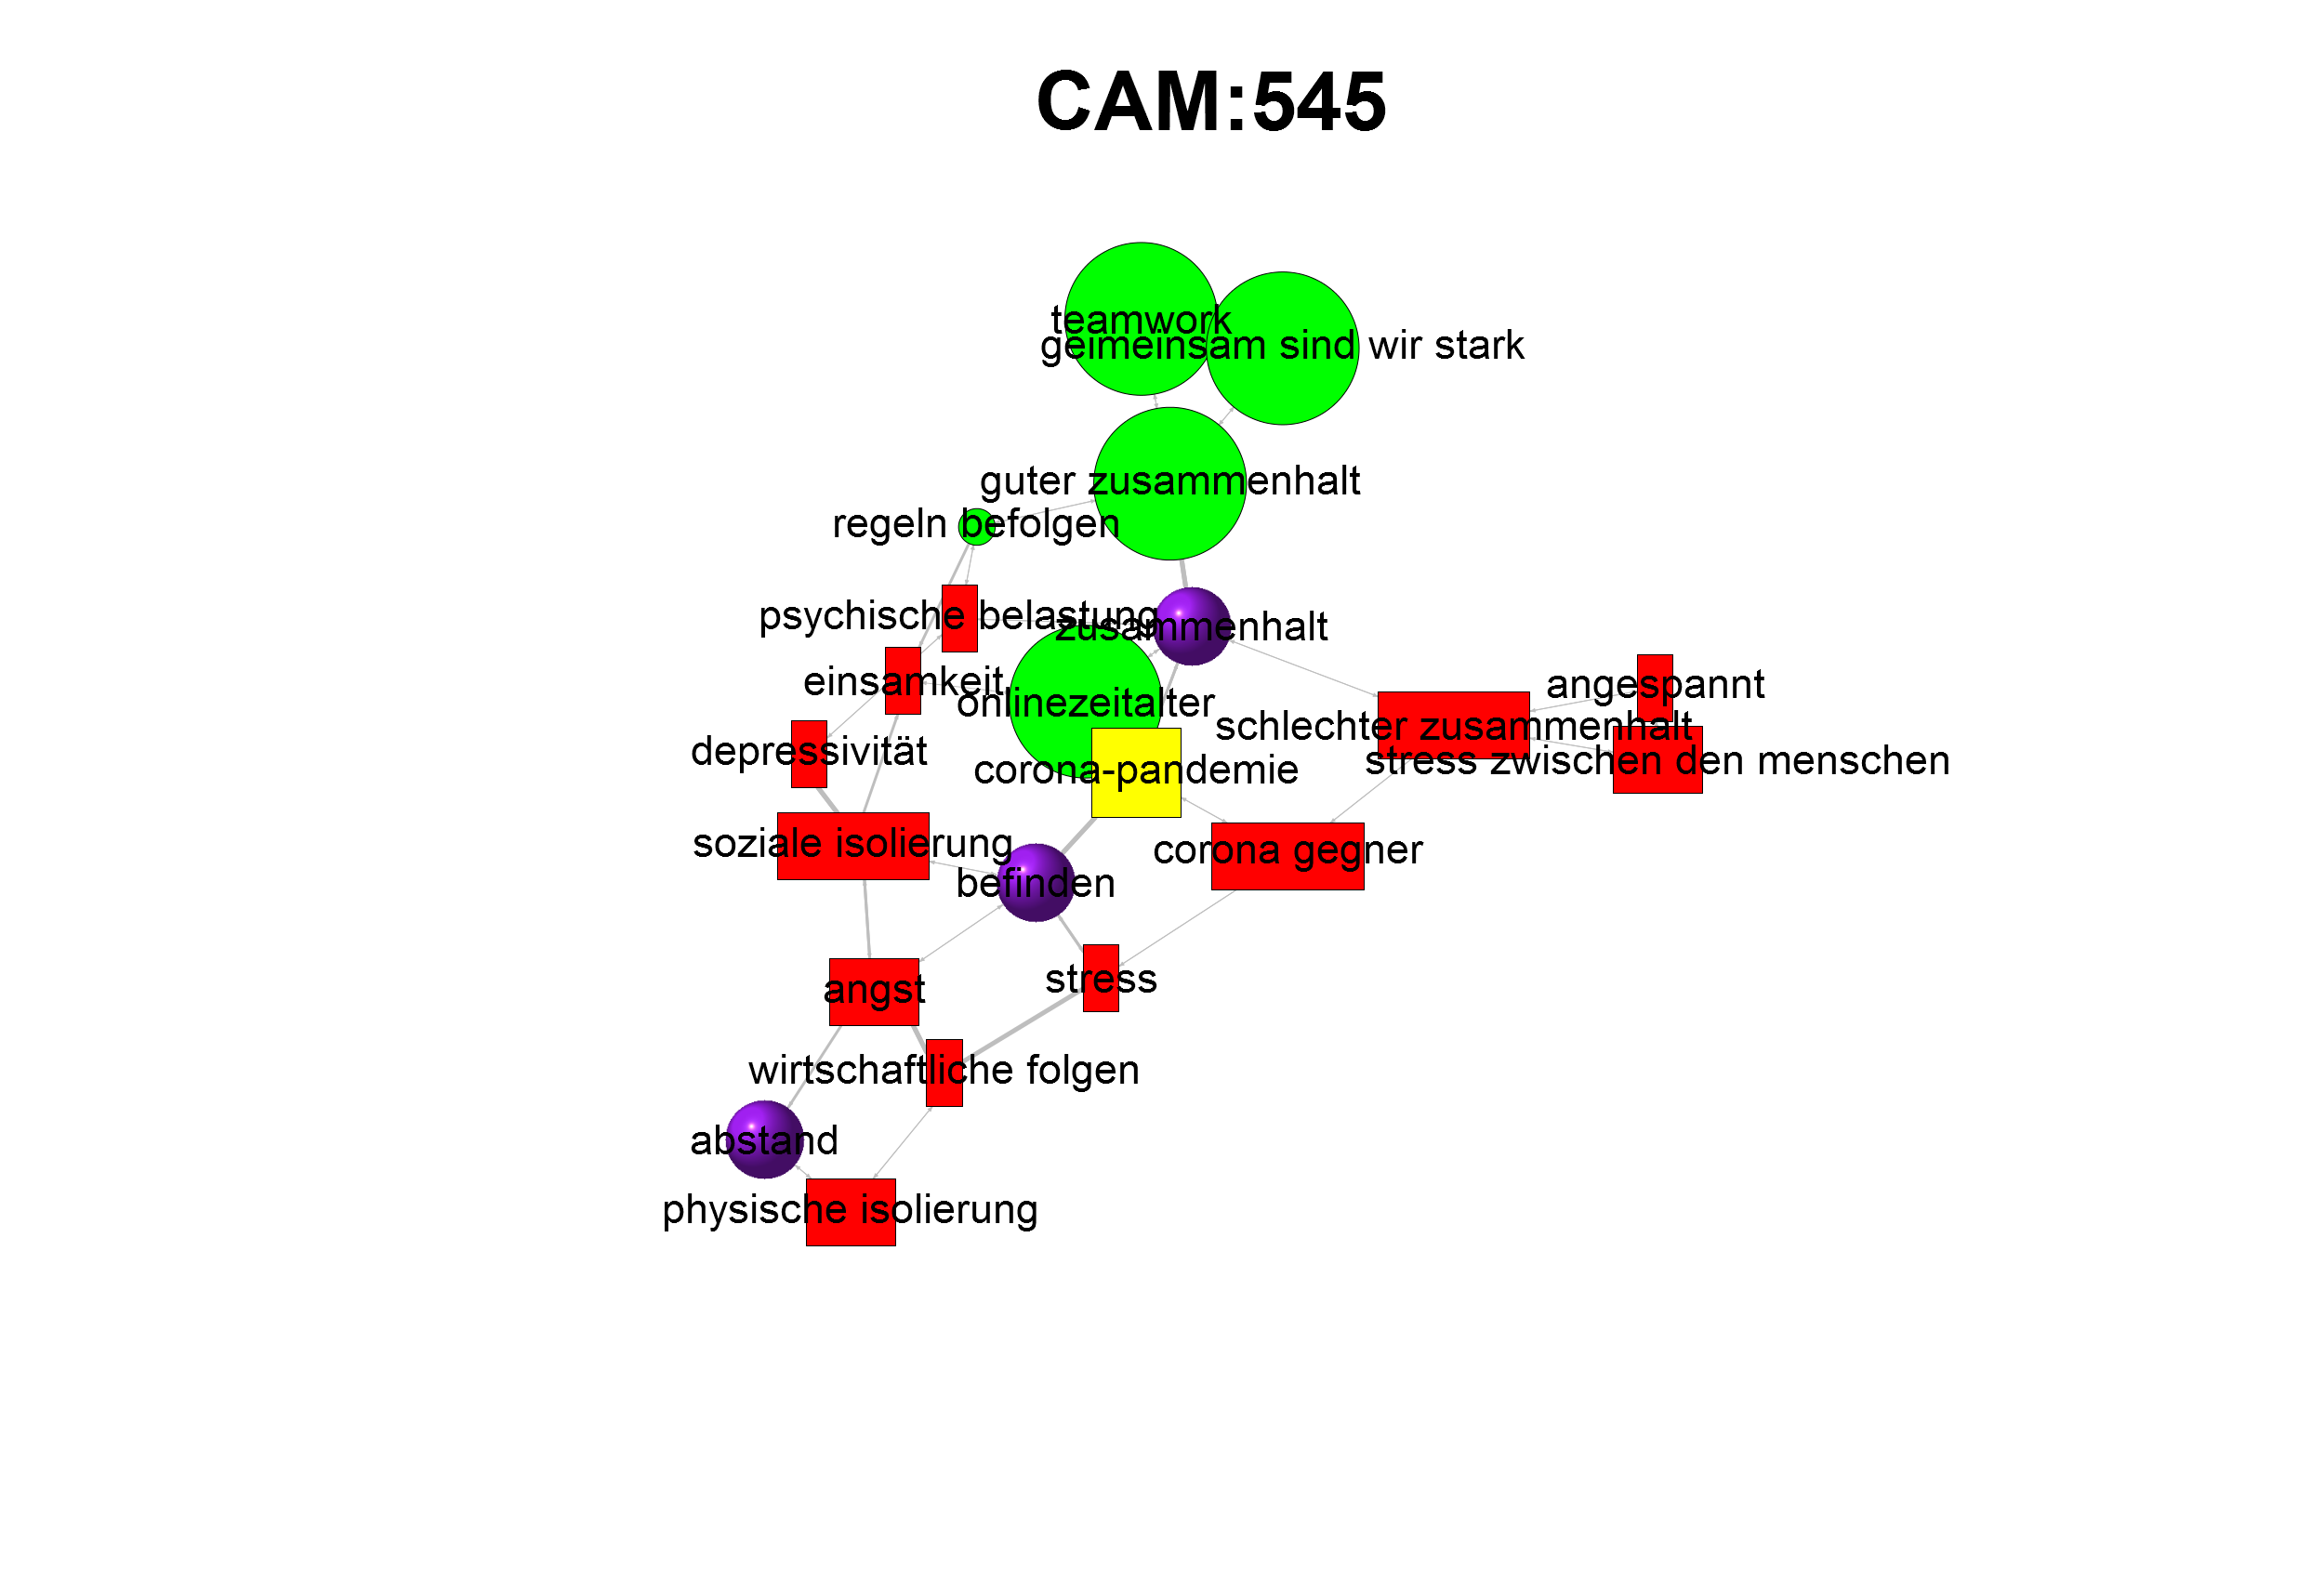 CAM:545
teamwork
geimeinsam sind wir stark
guter zusammenhalt
regeln befolgen
psychische belastung
zusammenhalt
einsamkeit
angespannt
onlinezeitalter
schlechter zusammenhalt
depressivität
stress zwischen den menschen
corona-pandemie
soziale isolierung
corona gegner
befinden
stress
angst
wirtschaftliche folgen
abstand
physische isolierung